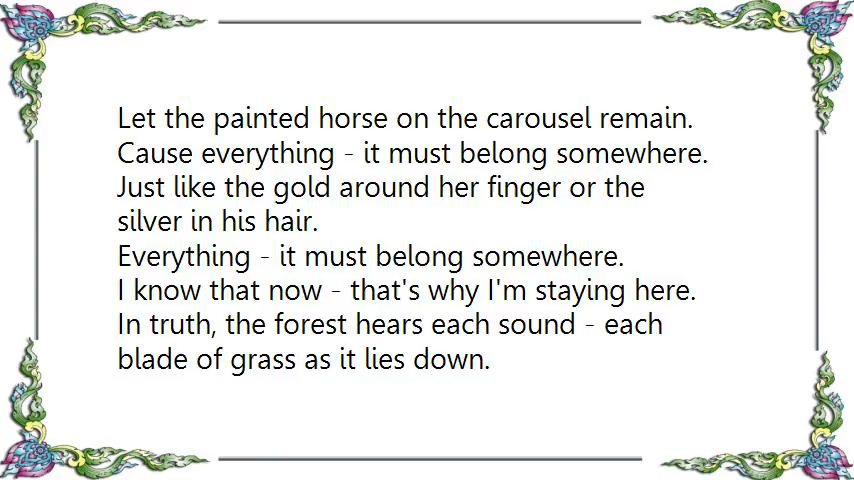 Let the painted horse on the carousel remain.
Cause everything - it must belong somewhere.
Just like the gold around her finger or the
silver in his hair.
Everything - it must belong somewhere.
I know that now - that's why I'm staying here.
In truth, the forest hears each sound - each
blade of grass as it lies down.